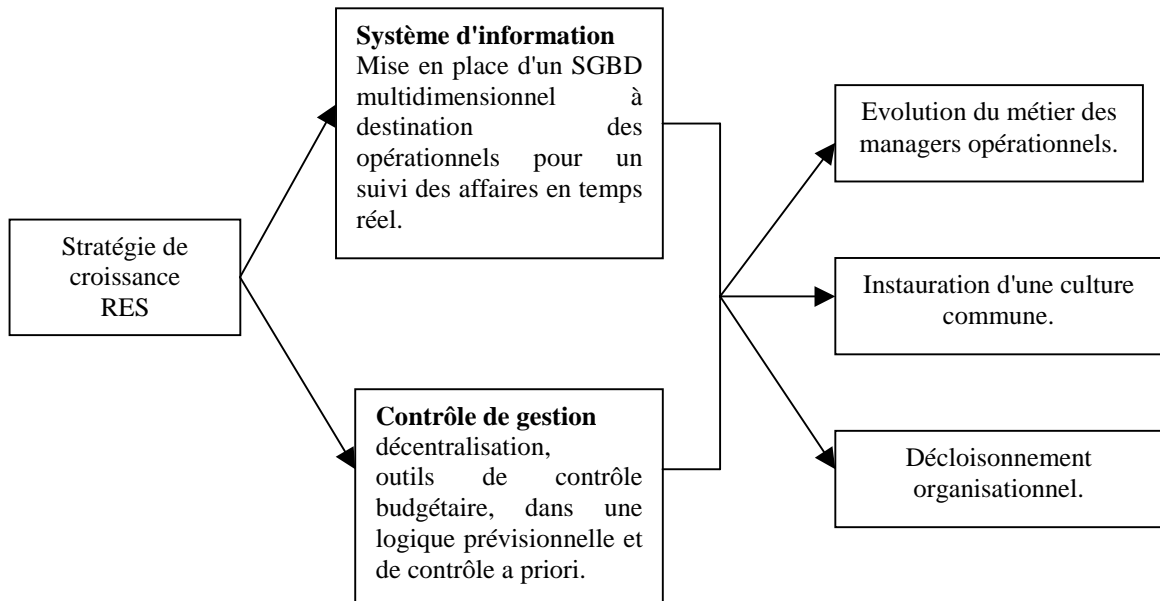 Stratégie de
croissance
RES
Système d'information
Mise en place d'un SGBD
multidimensionnel à
destination des
opérationnels pour un
suivi des affaires en temps
réel.
Contrôle de gestion
décentralisation,
outils de contrôle
budgétaire, dans une
logique prévisionnelle et
de contrôle a priori.
Evolution du métier des
managers opérationnels.
Instauration d'une culture
commune.
Décloisonnement
organisationnel.